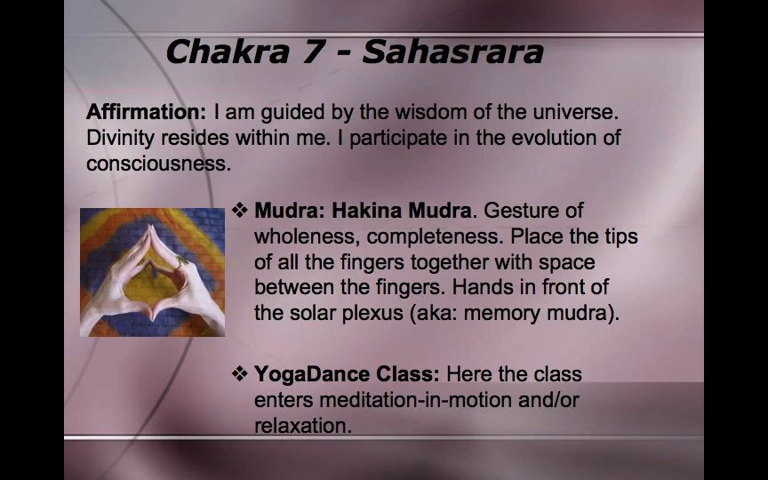 Chakra 7 - Sahasrara
Affirmation: I am guided by the wisdom of the universe.
Divinity resides within me. I participate in the evolution of
consciousness.
❖ Mudra: Hakina Mudra. Gesture of
wholeness, completeness. Place the tips
of all the fingers together with space
between the fingers. Hands in front of
the solar plexus (aka: memory mudra).
❖ YogaDance Class: Here the class
enters meditation-in-motion and/or
relaxation.